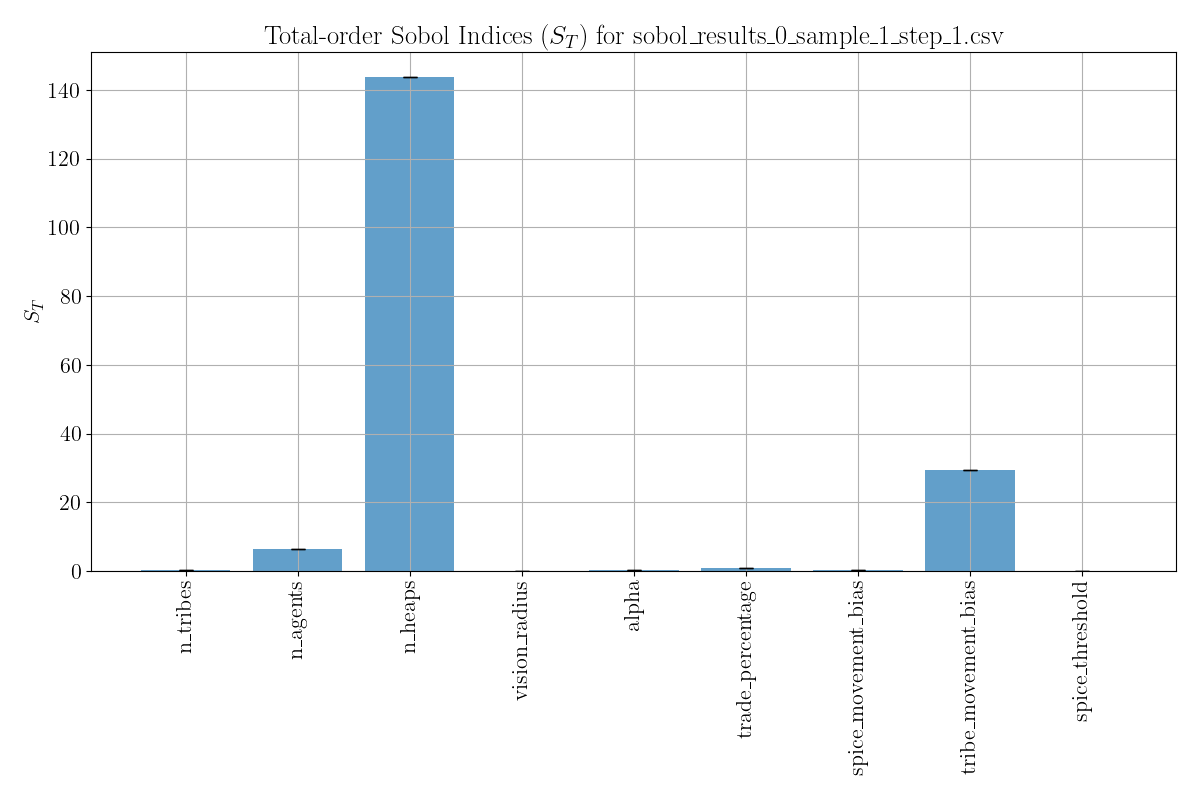 Total-order Sobol Indices (S_T) for sobol_results_0_sample_1_step_1.csv
S_T
140
120
100
80
60
40
20
0
n_tribes
n_agents
n_heaps
vision_radius
alpha
trade_percentage
spice_movement_bias
tribe_movement_bias
spice_threshold